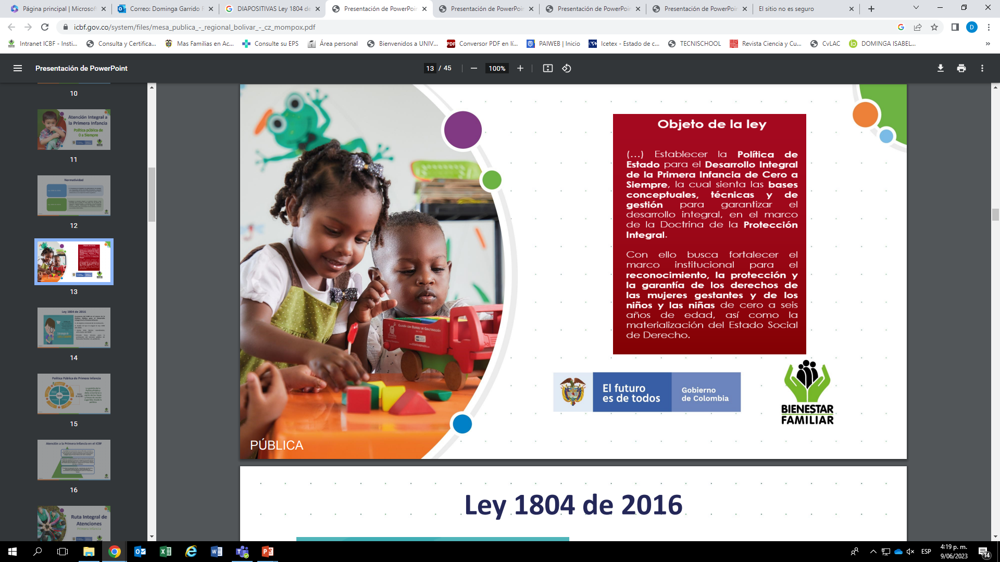 Página principal | Microsof
Correo: Dominga Garrido F
DIAPOSITIVAS Ley 1804 de
Presentación de PowerPoin
Presentación de PowerPoin
Presentación de PowerPoin
Presentación de PowerPoin
El sitio no es seguro
icbf.gov.co/system/files/mesa_publica_-_regional_bolivar_-_cz_mompox.pdf
D
Intranet ICBF - Insti...
Consulta y Certifica...
Mas Familias en Ac...
Consulte su EPS
Área personal
Bienvenidos a UNIV...
PDF
Conversor PDF en lí...
PAIWEB | Inicio
Icetex - Estado de c...
TECNISCHOOL
Revista Ciencia y Cu...
CvLAC
iD
DOMINGA ISABEL...
Presentación de PowerPoint
13 / 45
100%
10
Atención Integral a
la Primera Infancia
Política pública de
0 a Siempre
11
Normatividad
12
13
Ley 1804 de 2016
14
Política Pública de Primera Infancia
15
Atención a la Primera Infancia en el ICBF
16
Ruta Integral de
Atenciones
Primera Infancia
Objeto de la ley
(...) Establecer la Política de
Estado para el Desarrollo Integral
de la Primera Infancia de Cero a
Siempre, la cual sienta las bases
conceptuales, técnicas y de
gestión para garantizar el
desarrollo integral, en el marco
de la Doctrina de la Protección
Integral.
Con ello busca fortalecer el
marco institucional para el
reconocimiento, la protección y
la garantía de los derechos de
las mujeres gestantes y de los
niños y las niñas de cero a seis
años de edad, así como la
materialización del Estado Social
de Derecho.
El futuro
es de todos
Gobierno
de Colombia
BIENESTAR
FAMILIAR
PÚBLICA
Ley 1804 de 2016
ESP
4:19 p. m.
9/06/2023
14